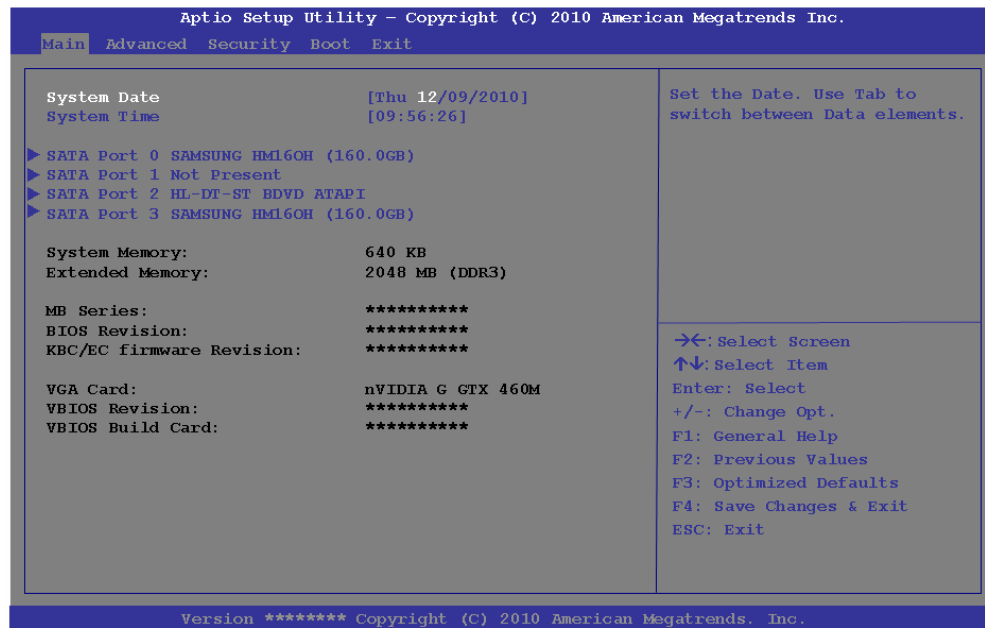 Aptio Setup Utility – Copyright (C) 2010 American Megatrends Inc.
Main Advanced Security Boot Exit
System Date [Thu 12/09/2010]
System Time [09:56:26]
SATA Port 0 SAMSUNG HM160H (160.0GB)
SATA Port 1 Not Present
SATA Port 2 HL-DT-ST BDVD ATAPI
SATA Port 3 SAMSUNG HM160H (160.0GB)
System Memory: 640 KB
Extended Memory: 2048 MB (DDR3)
MB Series: **********
BIOS Revision: **********
KBC/EC firmware Revision: **********
VGA Card: nVIDIA G GTX 460M
VBIOS Revision: **********
VBIOS Build Card: **********
Set the Date. Use Tab to
switch between Data elements.
→←: Select Screen
↑↓: Select Item
Enter: Select
+/-: Change Opt.
F1: General Help
F2: Previous Values
F3: Optimized Defaults
F4: Save Changes & Exit
ESC: Exit
Version ******** Copyright (C) 2010 American Megatrends. Inc.